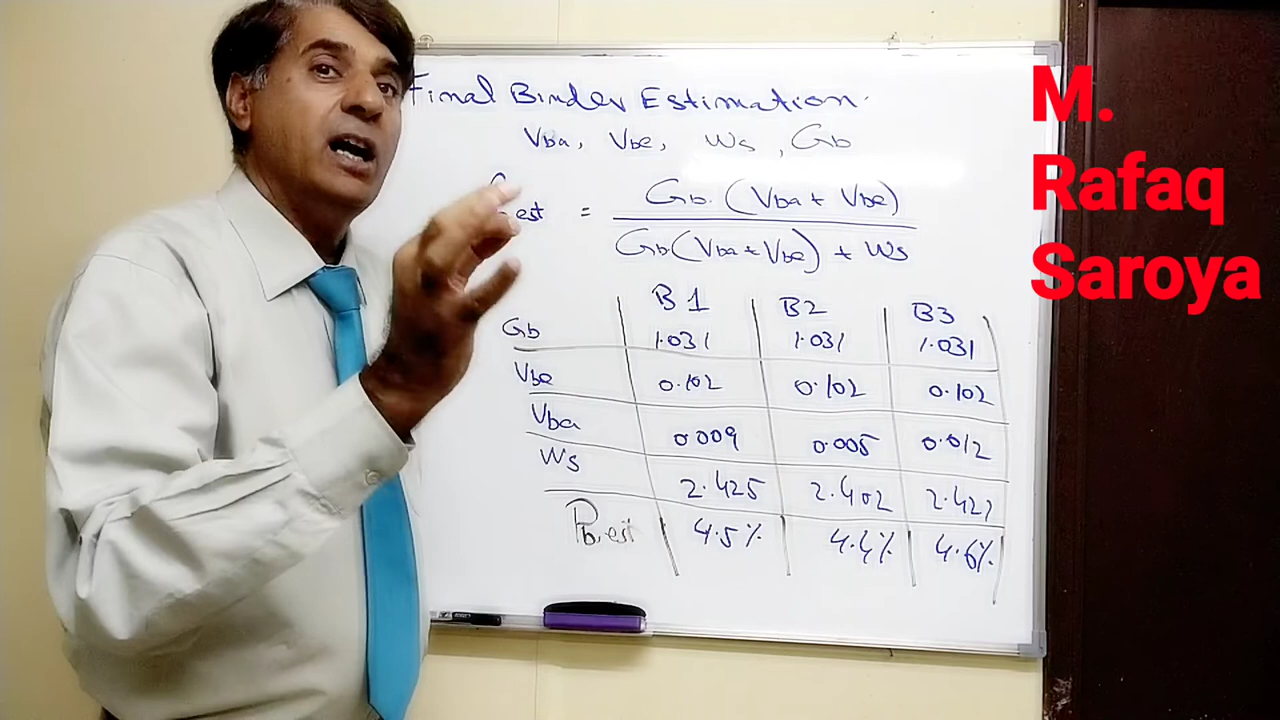 Final Binder Estimation.
Vba, Vbe, Ws, Gb
est = Gb. (Vba + Vbe)
Gb(Vba + Vbe) + Ws
B1 B2 B3
Gb 1.031 1.031 1.031
Vbe 0.102 0.102 0.102
Vba 0.009 0.005 0.012
Ws 2.425 2.402 2.427
Pb,est 4.5% 4.4% 4.6%
M.
Rafaq
Saroya